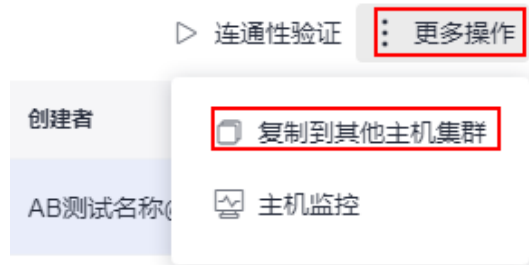 连通性验证 更多操作
创建者
复制到其他主机集群
AB测试名称@
主机监控